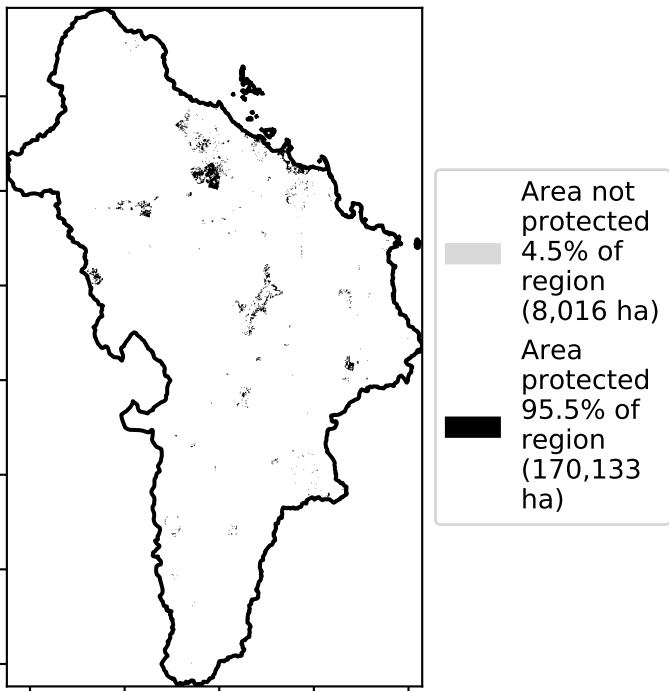 Area not
protected
4.5% of
region
(8,016 ha)
Area
protected
95.5% of
region
(170,133
ha)